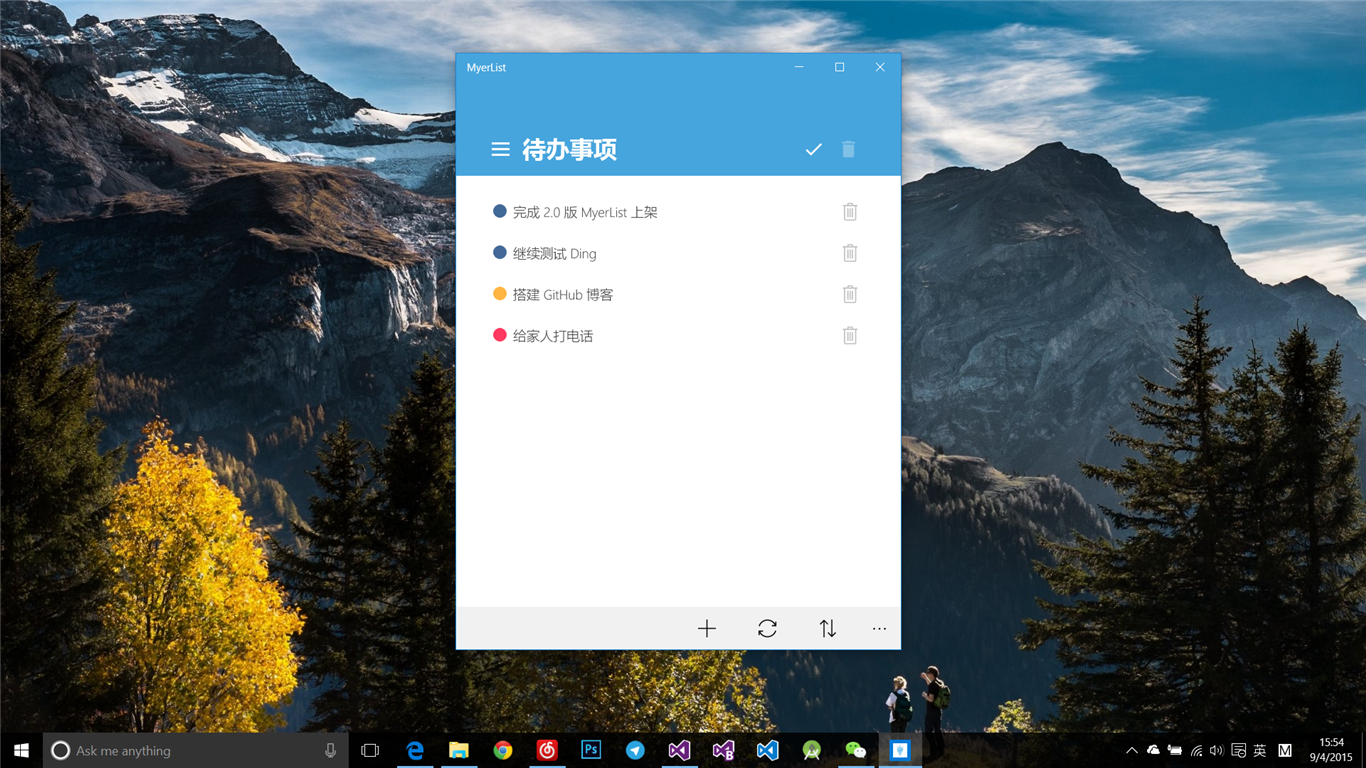 MyerList
待办事项
完成 2.0 版 MyerList 上架
继续测试 Ding
搭建 GitHub 博客
给家人打电话
Ask me anything
Ps
英
M
15:54
9/4/2015